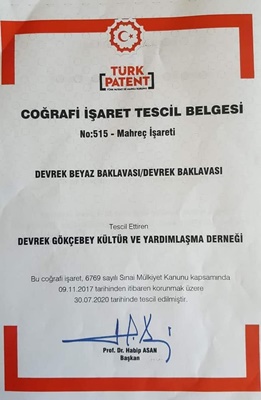 TÜRK
PATENT
COĞRAFİ İŞARET TESCİL BELGESİ
No:515 - Mahreç İşareti
DEVREK BEYAZ BAKLAVASI/DEVREK BAKLAVASI
Tescil Ettiren
DEVREK GÖKÇEBEY KÜLTÜR VE YARDIMLAŞMA DERNEĞİ
Bu coğrafi işaret, 6769 sayılı Sınai Mülkiyet Kanunu kapsamında
09.11.2017 tarihinden itibaren korunmak üzere
30.07.2020 tarihinde tescil edilmiştir.
Prof. Dr. Habip ASAN
Başkan